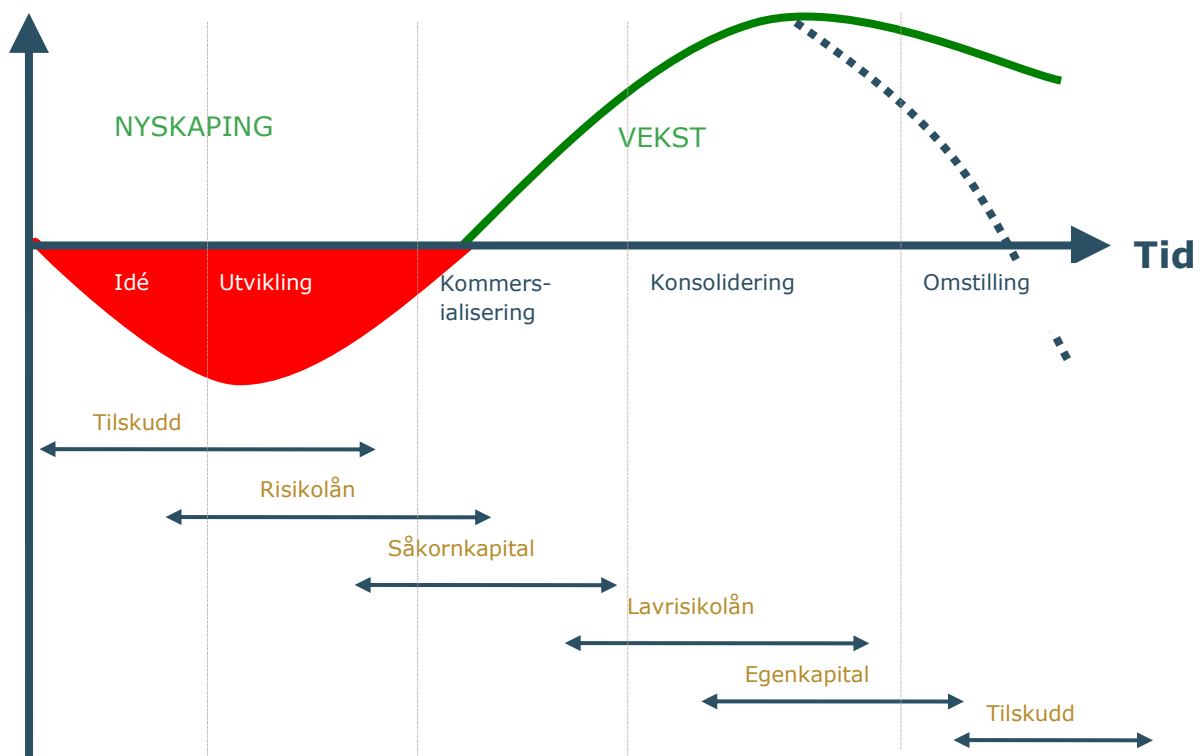 NYSKAPING
VEKST
Tid
Idé
Utvikling
Kommers-
ialisering
Konsolidering
Omstilling
Tilskudd
Risikolån
Såkornkapital
Lavrisikolån
Egenkapital
Tilskudd